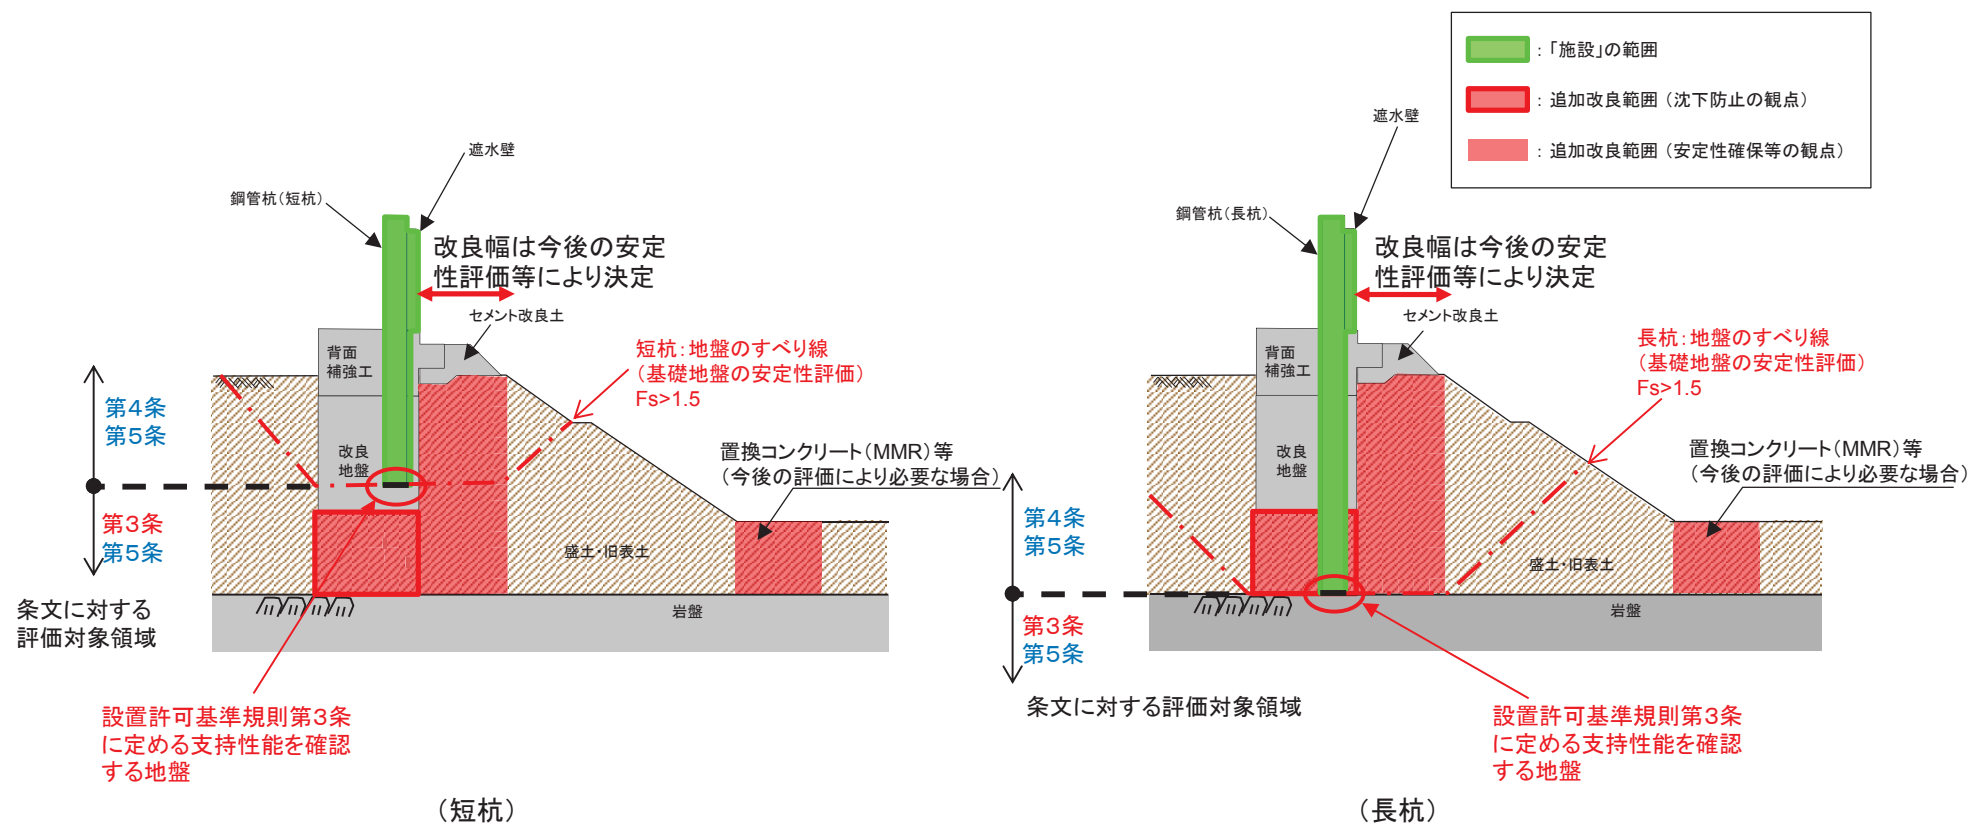 ：「施設」の範囲
：追加改良範囲（沈下防止の観点）
：追加改良範囲（安定性確保等の観点）
遮水壁
鋼管杭（短杭）
改良幅は今後の安定
性評価等により決定
セメント改良土
背面
補強工
短杭：地盤のすべり線
（基礎地盤の安定性評価）
Fs>1.5
第４条
第５条
改良
地盤
置換コンクリート（MMR）等
（今後の評価により必要な場合）
第３条
第５条
盛土・旧表土
岩盤
条文に対する
評価対象領域
設置許可基準規則第３条
に定める支持性能を確認
する地盤
（短杭）
遮水壁
鋼管杭（長杭）
改良幅は今後の安定
性評価等により決定
セメント改良土
背面
補強工
長杭：地盤のすべり線
（基礎地盤の安定性評価）
Fs>1.5
改良
地盤
置換コンクリート（MMR）等
（今後の評価により必要な場合）
第４条
第５条
盛土・旧表土
岩盤
第３条
第５条
条文に対する評価対象領域
設置許可基準規則第３条
に定める支持性能を確認
する地盤
（長杭）